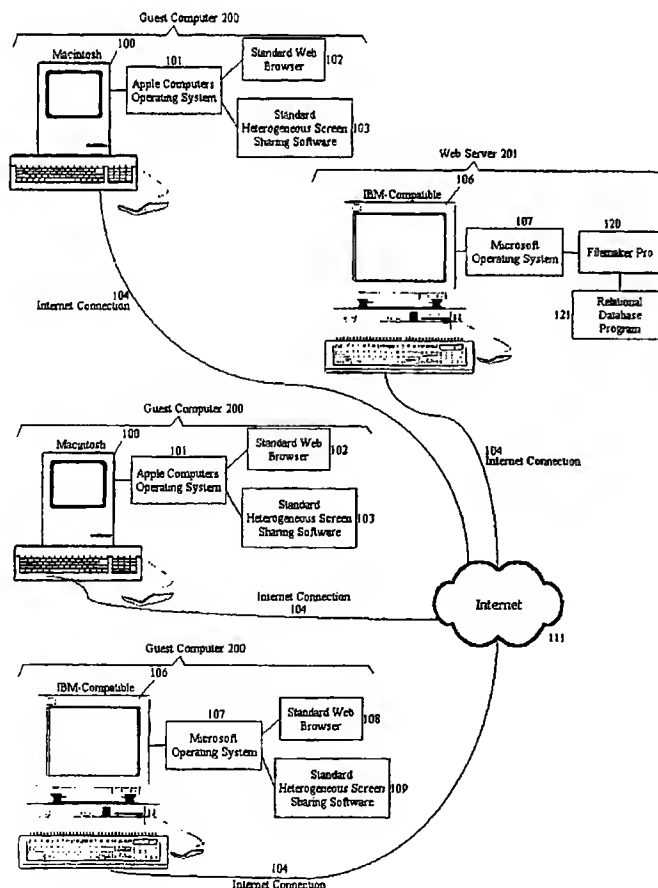 Guest Computer 200
Macintosh
100
101
Apple Computers
Operating System
Standard Web
Browser
102
Standard
Heterogeneous Screen
Sharing Software
103
104
Internet Connection
Web Server 201
106
IBM-Compatible
107
Microsoft
Operating System
120
Filemaker Pro
121
Relational
Database
Program
104
Internet Connection
Guest Computer 200
Macintosh
100
101
Apple Computers
Operating System
Standard Web
Browser
102
Standard
Heterogeneous Screen
Sharing Software
103
Internet Connection
104
Internet
111
Guest Computer 200
106
IBM-Compatible
107
Microsoft
Operating System
Standard Web
Browser
108
Standard
Heterogeneous Screen
Sharing Software
109
104
Internet Connection